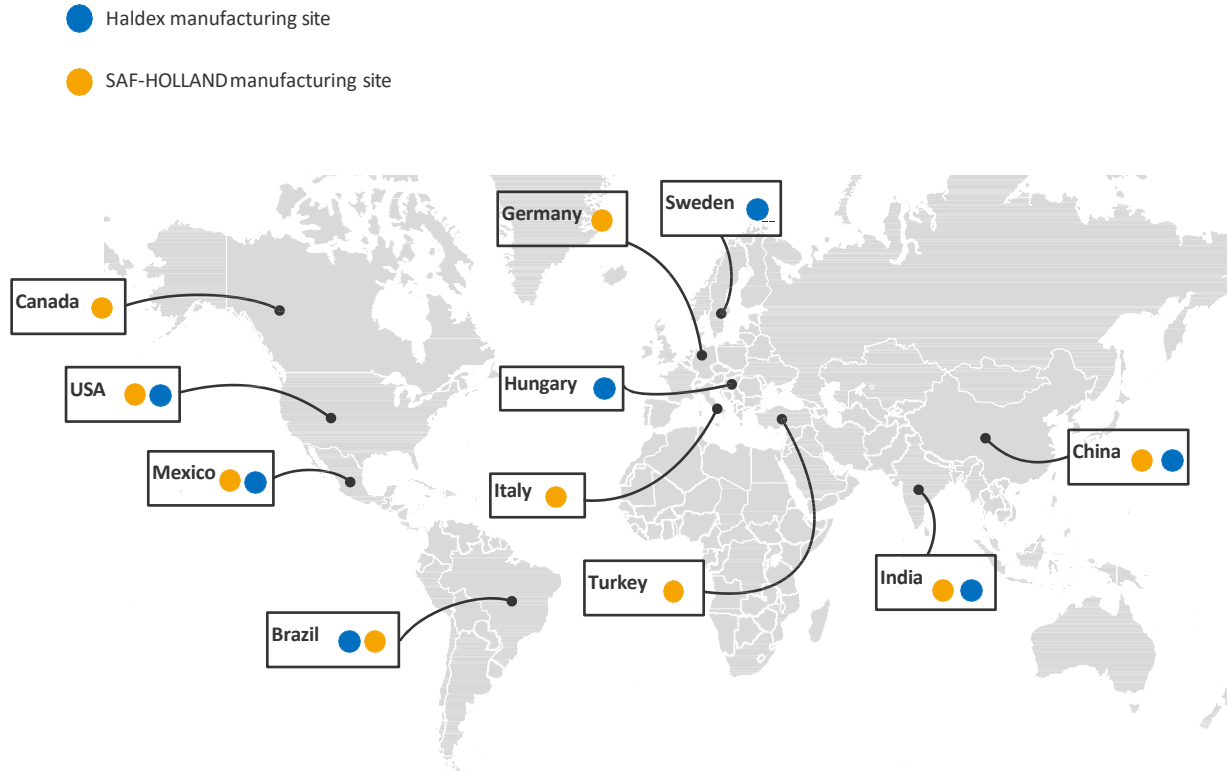 Haldex manufacturing site
SAF-HOLLAND manufacturing site
Sweden
Germany
Canada
USA
Hungary
Mexico
China
Italy
India
Turkey
Brazil